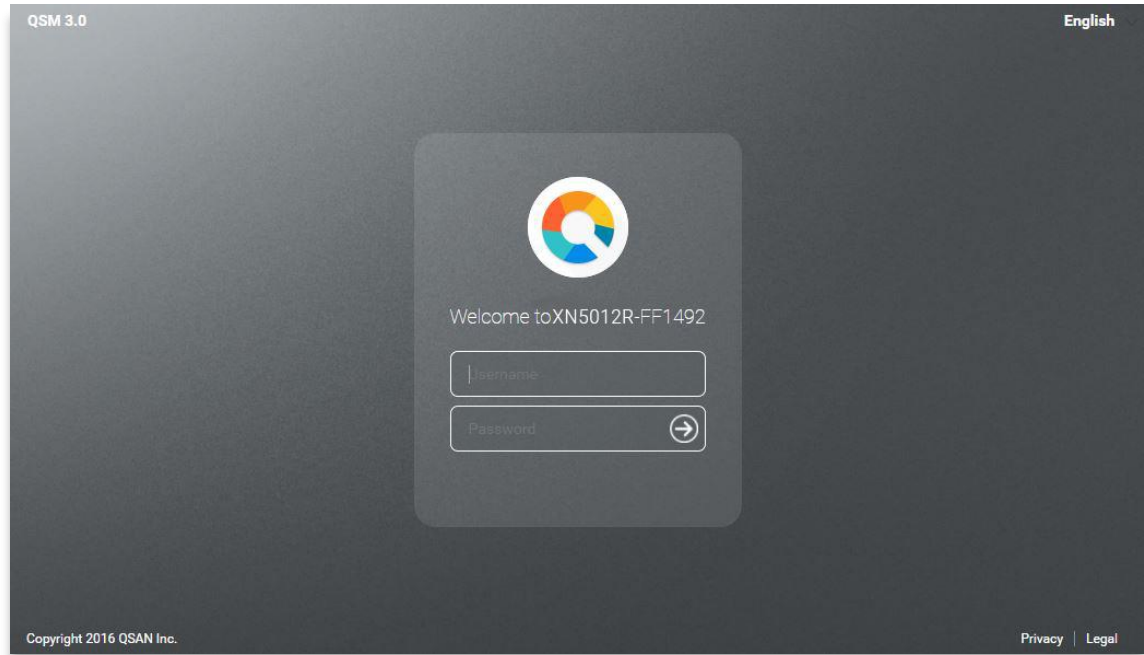 QSM 3.0
English
Welcome toXN5012R-FF1492
Username
Password
Copyright 2016 QSAN Inc.
Privacy | Legal